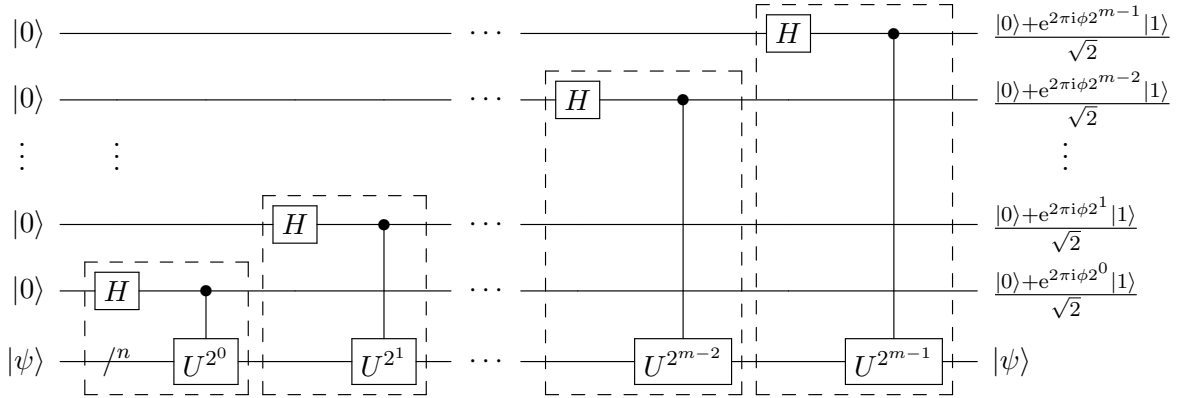 |0⟩ H |0⟩+e^{2πiϕ2^{m−1}}|1⟩ / √2
|0⟩ ··· H |0⟩+e^{2πiϕ2^{m−2}}|1⟩ / √2
⋮ ⋮ ⋮
|0⟩ H ··· |0⟩+e^{2πiϕ2^1}|1⟩ / √2
|0⟩ H ··· |0⟩+e^{2πiϕ2^0}|1⟩ / √2
|ψ⟩ /^n U^{2^0} U^{2^1} ··· U^{2^{m−2}} U^{2^{m−1}} |ψ⟩